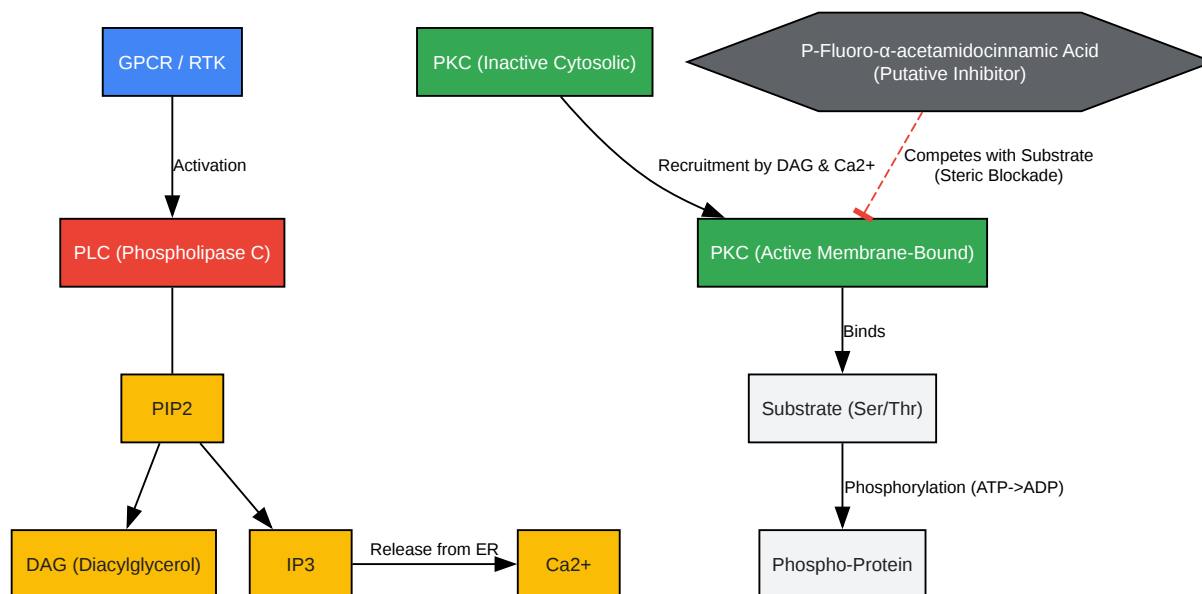 GPCR / RTK
PKC (Inactive Cytosolic)
P-Fluoro-α-acetamidocinnamic Acid
(Putative Inhibitor)
Activation
Recruitment by DAG & Ca2+
Competes with Substrate
(Steric Blockade)
PLC (Phospholipase C)
PKC (Active Membrane-Bound)
Binds
PIP2
Substrate (Ser/Thr)
Phosphorylation (ATP->ADP)
DAG (Diacylglycerol)
IP3
Release from ER
Ca2+
Phospho-Protein